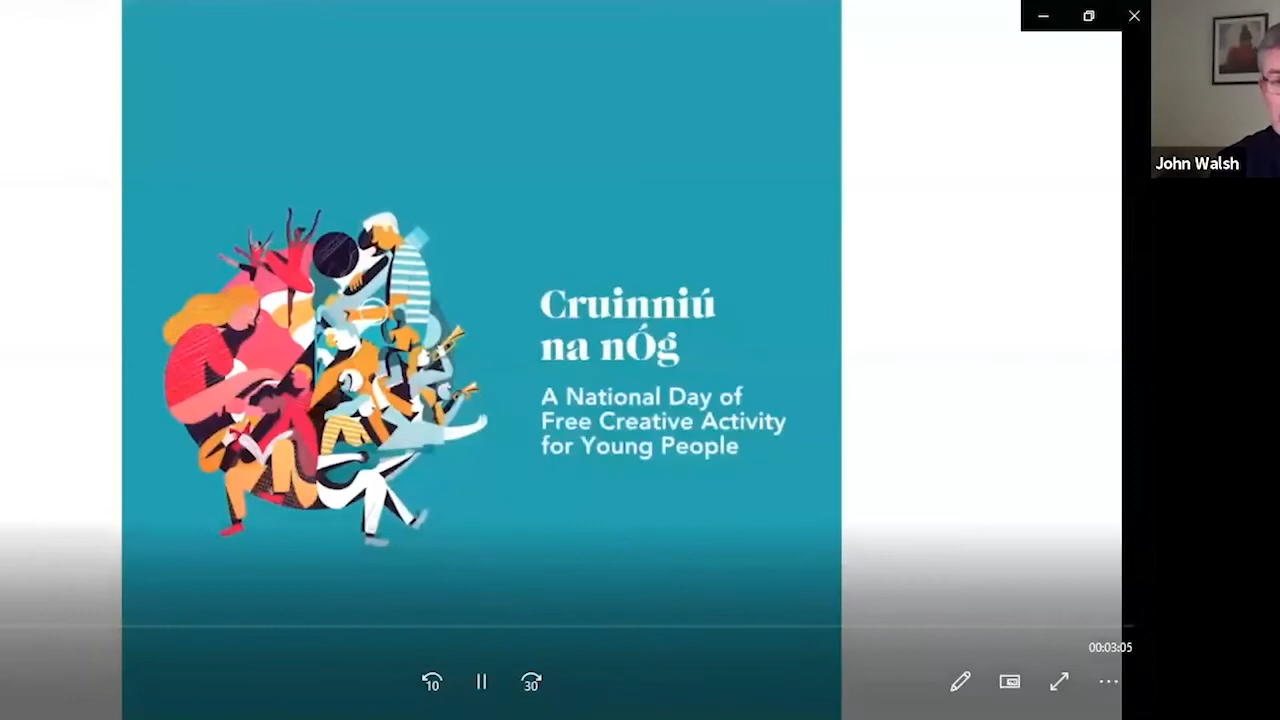 Cruinniú
na nÓg
A National Day of
Free Creative Activity
for Young People
John Walsh
00:03:05
10
30